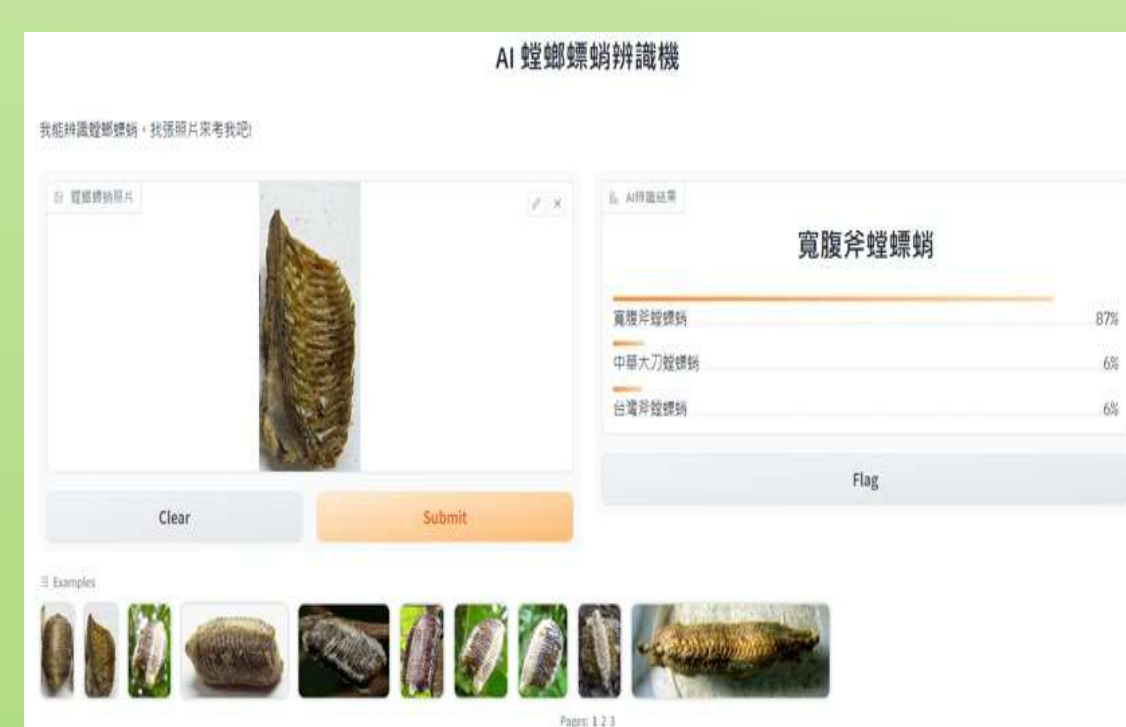 AI 螳螂螵蛸辨識機
我能辨識螳螂螵蛸，找張照片來考我吧!
螳螂螵蛸照片
AI辨識結果
寬腹斧螳螵蛸
寬腹斧螳螵蛸 87%
中華大刀螳螵蛸 6%
台灣斧螳螵蛸 6%
Clear
Submit
Flag
Examples
Pages: 1 2 3